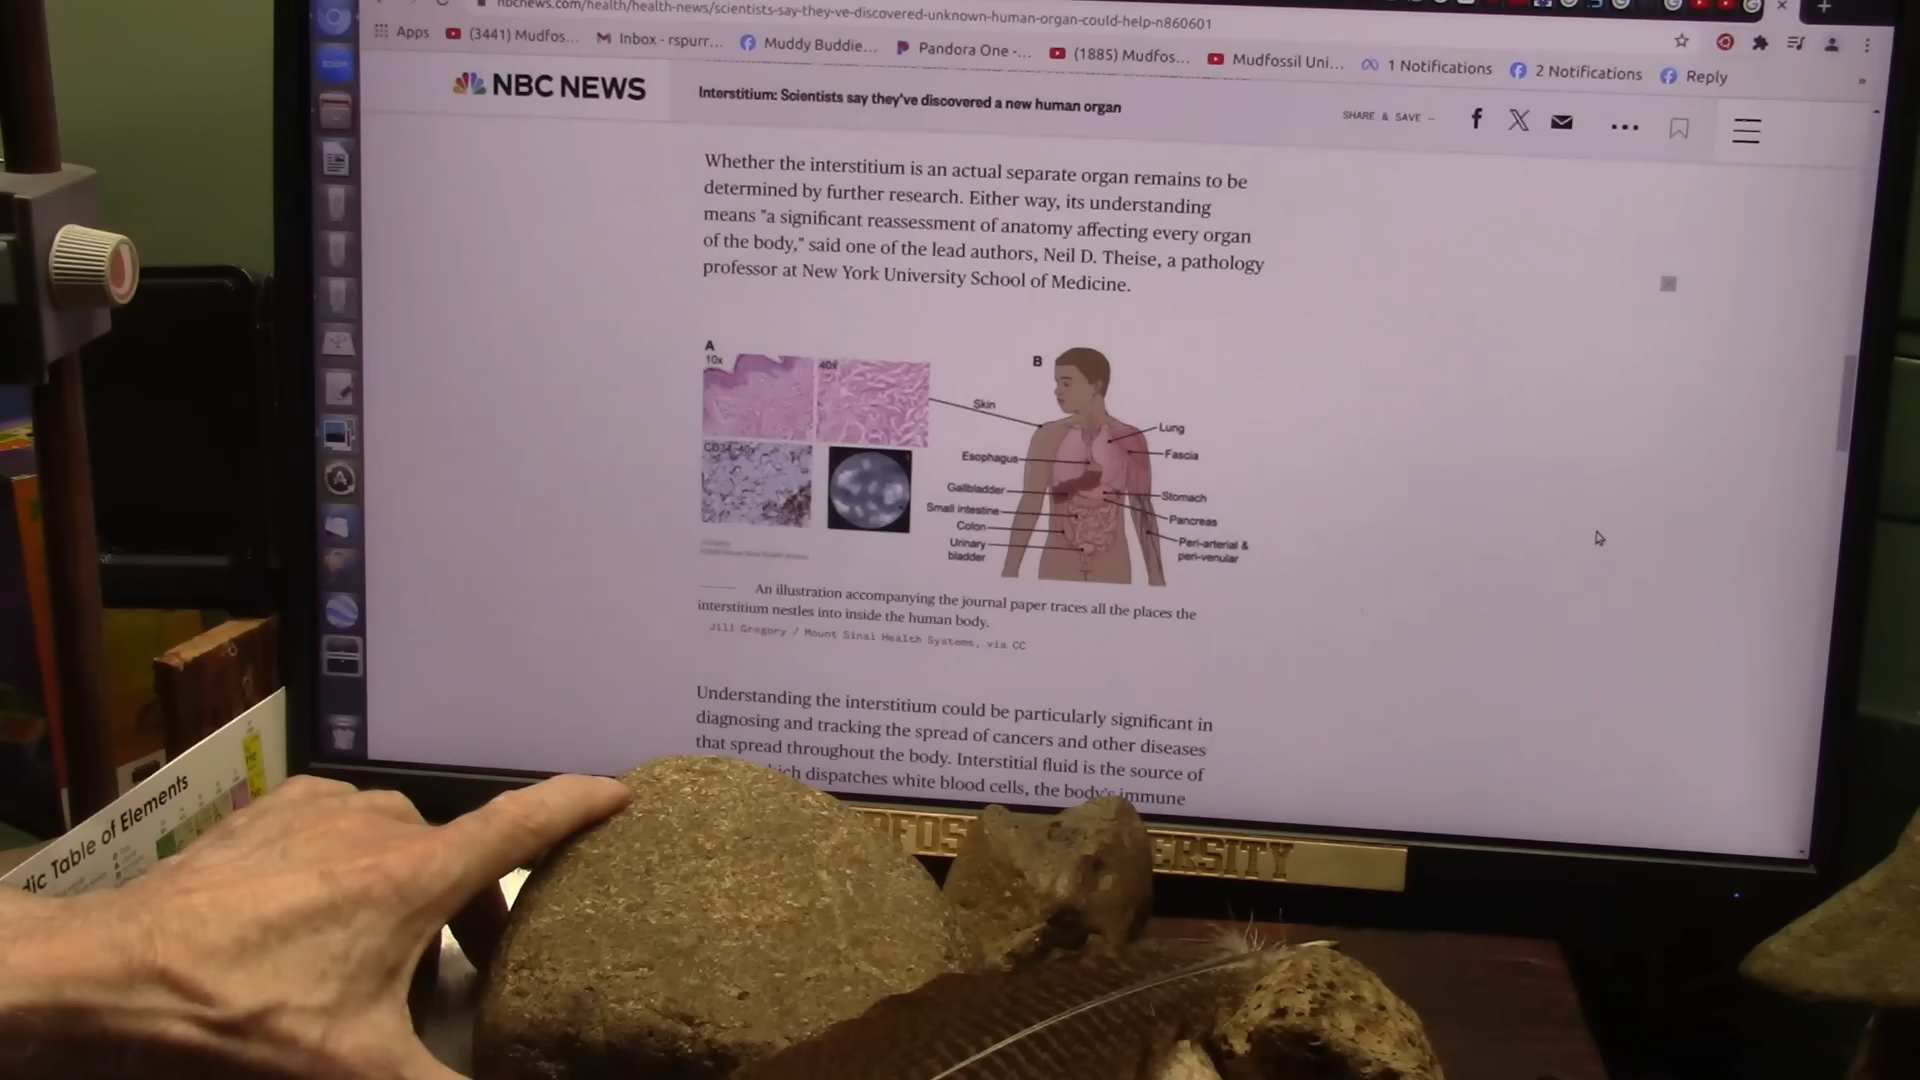 nbcnews.com/health/health-news/scientists-say-they-ve-discovered-unknown-human-organ-could-help-n860601
Apps (3441) Mudfos... Inbox - rspurr... Muddy Buddie... Pandora One -... (1885) Mudfos... Mudfossil Uni... 1 Notifications 2 Notifications Reply »
zoom
NBC NEWS
Interstitium: Scientists say they've discovered a new human organ
SHARE & SAVE —
Whether the interstitium is an actual separate organ remains to be
determined by further research. Either way, its understanding
means "a significant reassessment of anatomy affecting every organ
of the body," said one of the lead authors, Neil D. Theise, a pathology
professor at New York University School of Medicine.
A
10x
40x
CD34 40x
B
Skin
Lung
Esophagus
Fascia
Gallbladder
Stomach
Small intestine
Pancreas
Colon
Urinary
bladder
Peri-arterial &
peri-venular
An illustration accompanying the journal paper traces all the places the
interstitium nestles into inside the human body.
Jill Gregory / Mount Sinai Health Systems, via CC
Understanding the interstitium could be particularly significant in
diagnosing and tracking the spread of cancers and other diseases
that spread throughout the body. Interstitial fluid is the source of
ich dispatches white blood cells, the body's immune
DFOS ERSITY
dic Table of Elements
He